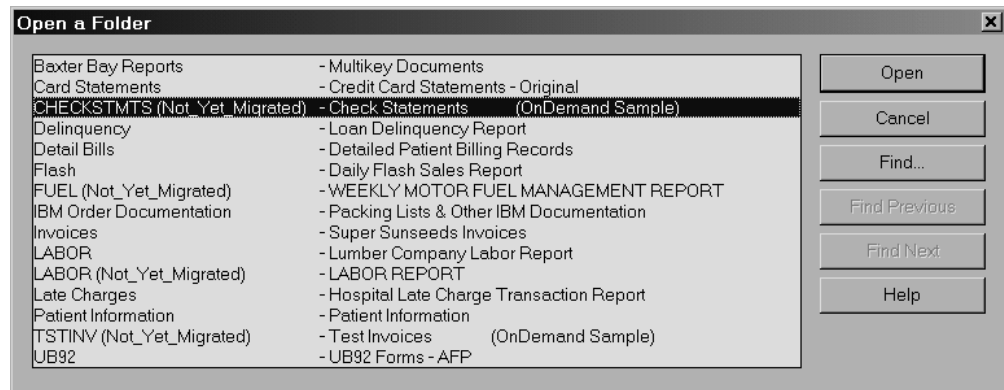 Open a Folder
Baxter Bay Reports - Multikey Documents
Card Statements - Credit Card Statements - Original
CHECKSTMTS (Not_Yet_Migrated) - Check Statements (OnDemand Sample)
Delinquency - Loan Delinquency Report
Detail Bills - Detailed Patient Billing Records
Flash - Daily Flash Sales Report
FUEL (Not_Yet_Migrated) - WEEKLY MOTOR FUEL MANAGEMENT REPORT
IBM Order Documentation - Packing Lists & Other IBM Documentation
Invoices - Super Sunseeds Invoices
LABOR - Lumber Company Labor Report
LABOR (Not_Yet_Migrated) - LABOR REPORT
Late Charges - Hospital Late Charge Transaction Report
Patient Information - Patient Information
TSTINV (Not_Yet_Migrated) - Test Invoices (OnDemand Sample)
UB92 - UB92 Forms - AFP
Open
Cancel
Find...
Find Previous
Find Next
Help